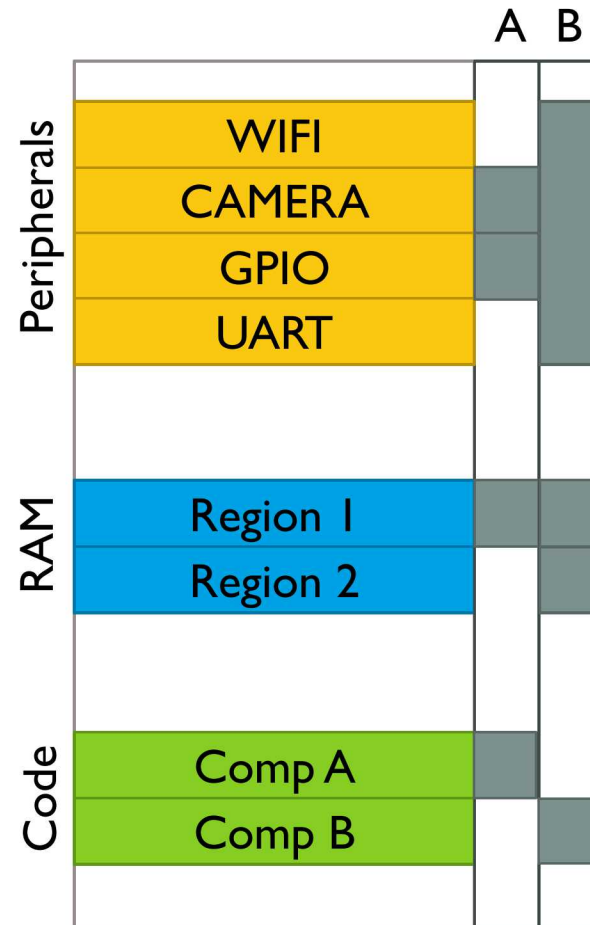 A B
Peripherals
WIFI
CAMERA
GPIO
UART
RAM
Region 1
Region 2
Code
Comp A
Comp B